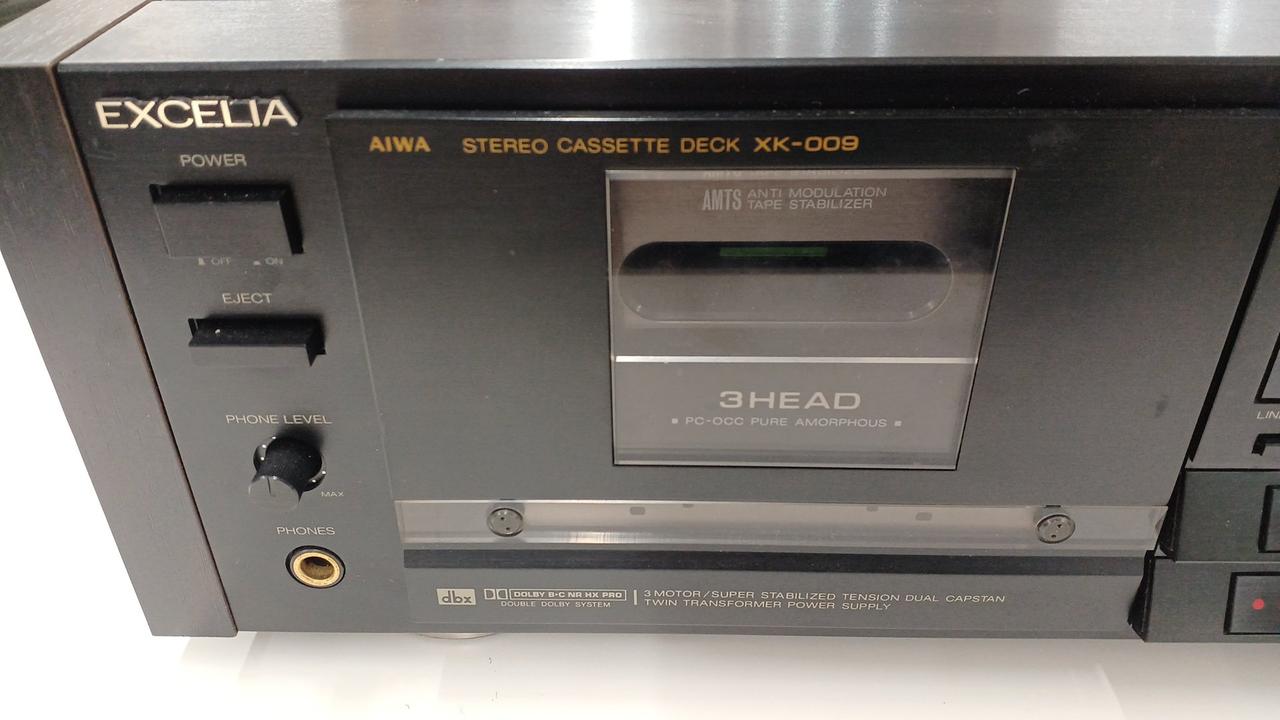 EXCELIA
POWER
OFF ON
EJECT
PHONE LEVEL
MAX
PHONES
AIWA STEREO CASSETTE DECK XK-009
AMTS ANTI MODULATION
TAPE STABILIZER
3HEAD
PC-OCC PURE AMORPHOUS
dbx DOLBY B·C NR HX PRO
DOUBLE DOLBY SYSTEM
3 MOTOR/SUPER STABILIZED TENSION DUAL CAPSTAN
TWIN TRANSFORMER POWER SUPPLY